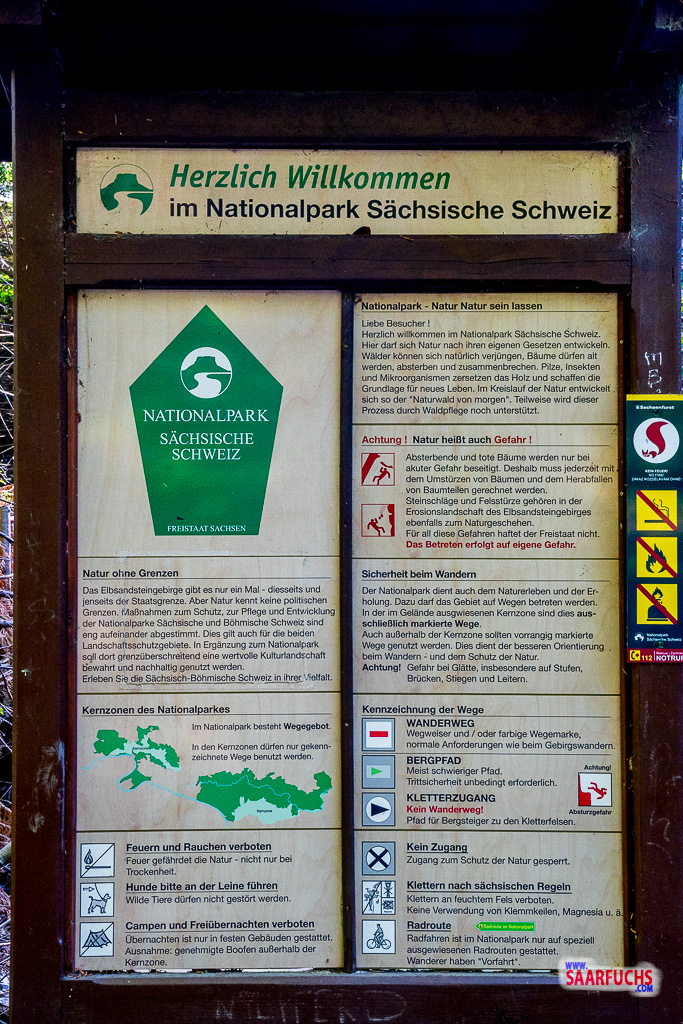 Herzlich Willkommen
im Nationalpark Sächsische Schweiz
NATIONALPARK
SÄCHSISCHE
SCHWEIZ
FREISTAAT SACHSEN
Natur ohne Grenzen
Das Elbsandsteingebirge gibt es nur ein Mal - diesseits und
jenseits der Staatsgrenze. Aber Natur kennt keine politischen
Grenzen. Maßnahmen zum Schutz, zur Pflege und Entwicklung
der Nationalparke Sächsische und Böhmische Schweiz sind
eng aufeinander abgestimmt. Dies gilt auch für die beiden
Landschaftsschutzgebiete. In Ergänzung zum Nationalpark
soll dort grenzüberschreitend eine wertvolle Kulturlandschaft
bewahrt und nachhaltig genutzt werden.
Erleben Sie die Sächsisch-Böhmische Schweiz in ihrer Vielfalt.
Kernzonen des Nationalparkes
Im Nationalpark besteht Wegegebot.
In den Kernzonen dürfen nur gekenn-
zeichnete Wege benutzt werden.
Kernzone
Kernzone
Feuern und Rauchen verboten
Feuer gefährdet die Natur - nicht nur bei
Trockenheit.
Hunde bitte an der Leine führen
Wilde Tiere dürfen nicht gestört werden.
Campen und Freiübernachten verboten
Übernachten ist nur in festen Gebäuden gestattet.
Ausnahme: genehmigte Boofen außerhalb der
Kernzone.
Nationalpark - Natur Natur sein lassen
Liebe Besucher !
Herzlich willkommen im Nationalpark Sächsische Schweiz.
Hier darf sich Natur nach ihren eigenen Gesetzen entwickeln.
Wälder können sich natürlich verjüngen, Bäume dürfen alt
werden, absterben und zusammenbrechen. Pilze, Insekten
und Mikroorganismen zersetzen das Holz und schaffen die
Grundlage für neues Leben. Im Kreislauf der Natur entwickelt
sich so der "Naturwald von morgen". Teilweise wird dieser
Prozess durch Waldpflege noch unterstützt.
Achtung ! Natur heißt auch Gefahr !
Absterbende und tote Bäume werden nur bei
akuter Gefahr beseitigt. Deshalb muss jederzeit mit
dem Umstürzen von Bäumen und dem Herabfallen
von Baumteilen gerechnet werden.
Steinschläge und Felsstürze gehören in der
Erosionslandschaft des Elbsandsteingebirges
ebenfalls zum Naturgeschehen.
Für all diese Gefahren haftet der Freistaat nicht.
Das Betreten erfolgt auf eigene Gefahr.
Sicherheit beim Wandern
Der Nationalpark dient auch dem Naturerleben und der Er-
holung. Dazu darf das Gebiet auf Wegen betreten werden.
In der im Gelände ausgewiesenen Kernzone sind dies aus-
schließlich markierte Wege.
Auch außerhalb der Kernzone sollten vorrangig markierte
Wege genutzt werden. Dies dient der besseren Orientierung
beim Wandern - und dem Schutz der Natur.
Achtung! Gefahr bei Glätte, insbesondere auf Stufen,
Brücken, Stiegen und Leitern.
Kennzeichnung der Wege
WANDERWEG
Wegweiser und / oder farbige Wegemarke,
normale Anforderungen wie beim Gebirgswandern.
BERGPFAD
Meist schwieriger Pfad.
Trittsicherheit unbedingt erforderlich.
Achtung!
Absturzgefahr
KLETTERZUGANG
Kein Wanderweg!
Pfad für Bergsteiger zu den Kletterfelsen.
Kein Zugang
Zugang zum Schutz der Natur gesperrt.
Klettern nach sächsischen Regeln
Klettern an feuchtem Fels verboten.
Keine Verwendung von Klemmkeilen, Magnesia u. ä.
Radroute
Radroute im Nationalpark
Radfahren ist im Nationalpark nur auf speziell
ausgewiesenen Radrouten gestattet.
Wanderer haben "Vorfahrt".
Sachsenforst
KEIN FEUER!
NO FIRE!
Nationalpark
Sächsische Schweiz
112
NOTRUF
WWW.
SAARFUCHS
.COM